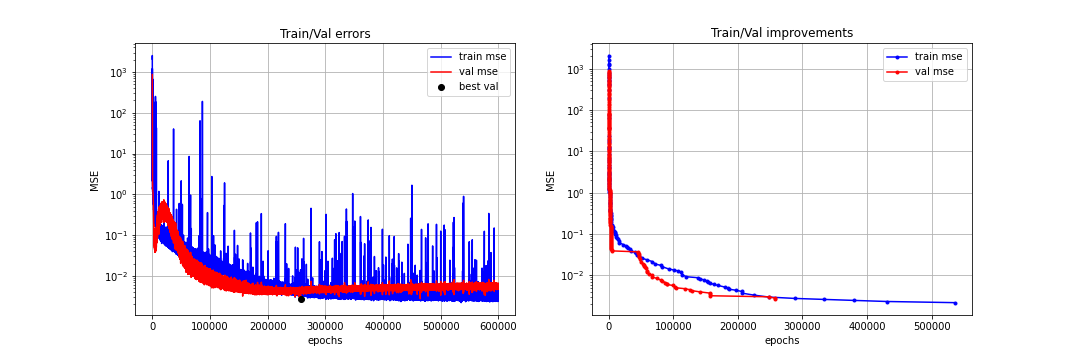 Train/Val errors
train mse
val mse
best val
10³
10²
10¹
10⁰
10⁻¹
10⁻²
MSE
0 100000 200000 300000 400000 500000 600000
epochs
Train/Val improvements
train mse
val mse
10³
10²
10¹
10⁰
10⁻¹
10⁻²
MSE
0 100000 200000 300000 400000 500000
epochs